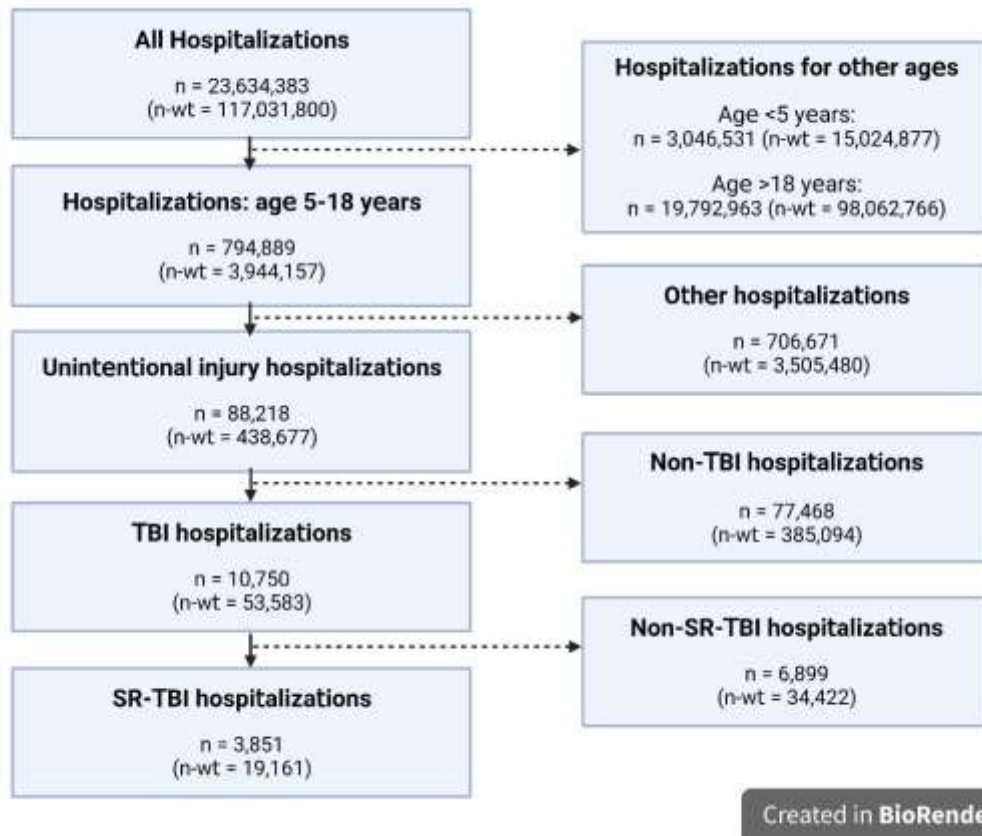 All Hospitalizations
n = 23,634,383
(n-wt = 117,031,800)
Hospitalizations for other ages
Age <5 years:
n = 3,046,531 (n-wt = 15,024,877)
Age >18 years:
n = 19,792,963 (n-wt = 98,062,766)
Hospitalizations: age 5-18 years
n = 794,889
(n-wt = 3,944,157)
Other hospitalizations
n = 706,671
(n-wt = 3,505,480)
Unintentional injury hospitalizations
n = 88,218
(n-wt = 438,677)
Non-TBI hospitalizations
n = 77,468
(n-wt = 385,094)
TBI hospitalizations
n = 10,750
(n-wt = 53,583)
Non-SR-TBI hospitalizations
n = 6,899
(n-wt = 34,422)
SR-TBI hospitalizations
n = 3,851
(n-wt = 19,161)
Created in BioRende